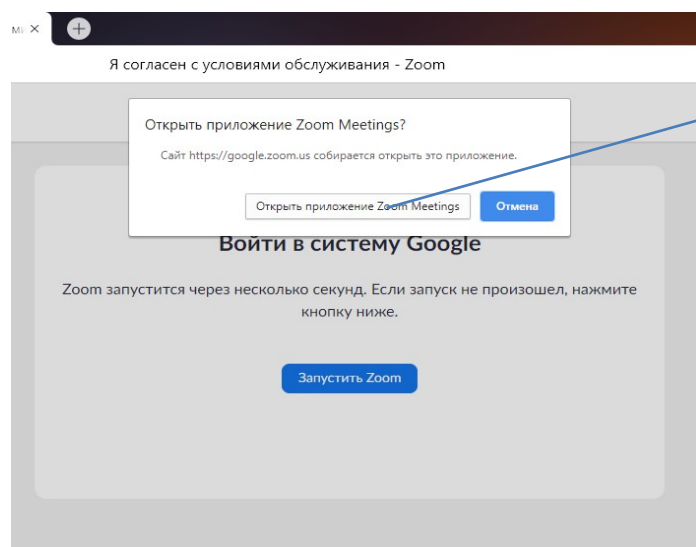 Я согласен с условиями обслуживания - Zoom
Открыть приложение Zoom Meetings?
Сайт https://google.zoom.us собирается открыть это приложение.
Открыть приложение Zoom Meetings
Отмена
Войти в систему Google
Zoom запустится через несколько секунд. Если запуск не произошел, нажмите
кнопку ниже.
Запустить Zoom